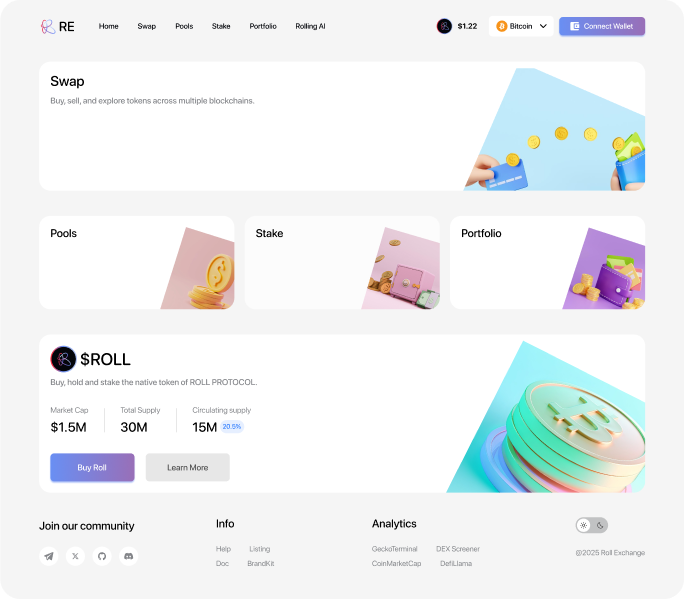 RE
Home Swap Pools Stake Portfolio Rolling AI
$1.22
Bitcoin
Connect Wallet
Swap
Buy, sell, and explore tokens across multiple blockchains.
Pools
Stake
Portfolio
$ROLL
Buy, hold and stake the native token of ROLL PROTOCOL.
Market Cap Total Supply Circulating supply
$1.5M 30M 15M 20.5%
Buy Roll Learn More
Join our community
Info
Help Listing
Doc BrandKit
Analytics
GeckoTerminal DEX Screener
CoinMarketCap DefiLlama
@2025 Roll Exchange